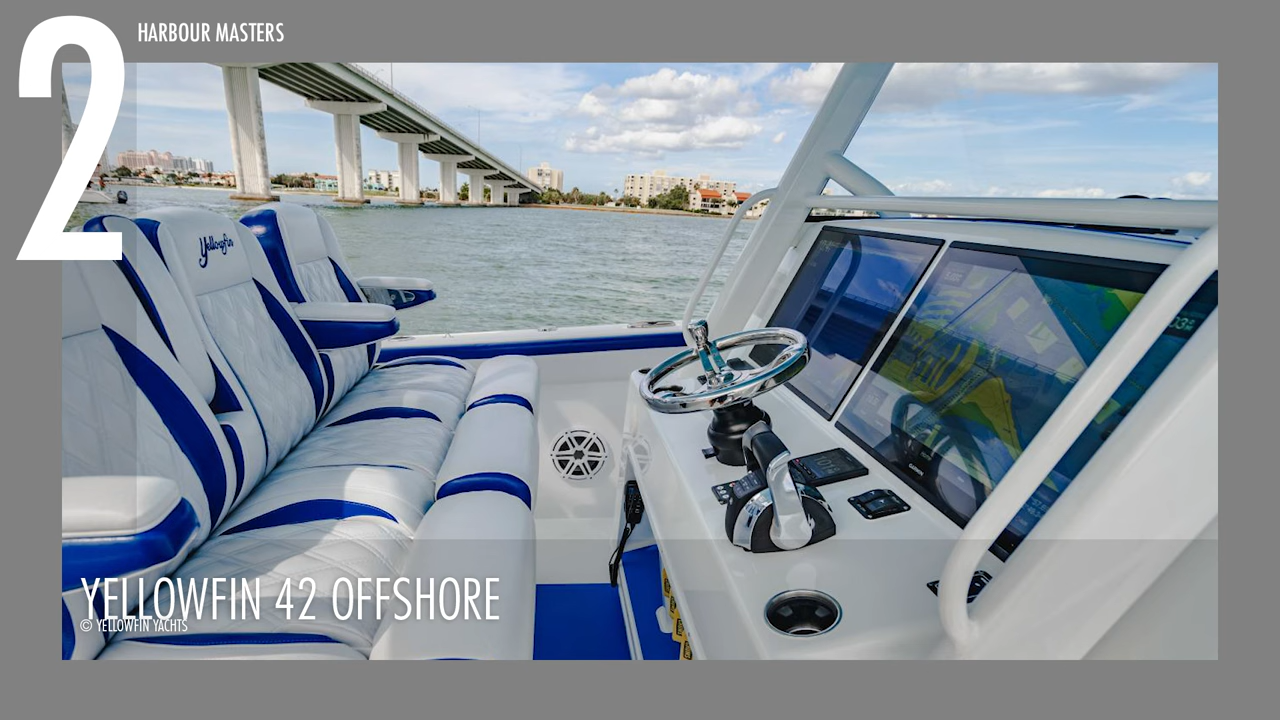 2
HARBOUR MASTERS
Yellowfin
YELLOWFIN 42 OFFSHORE
© YELLOWFIN YACHTS